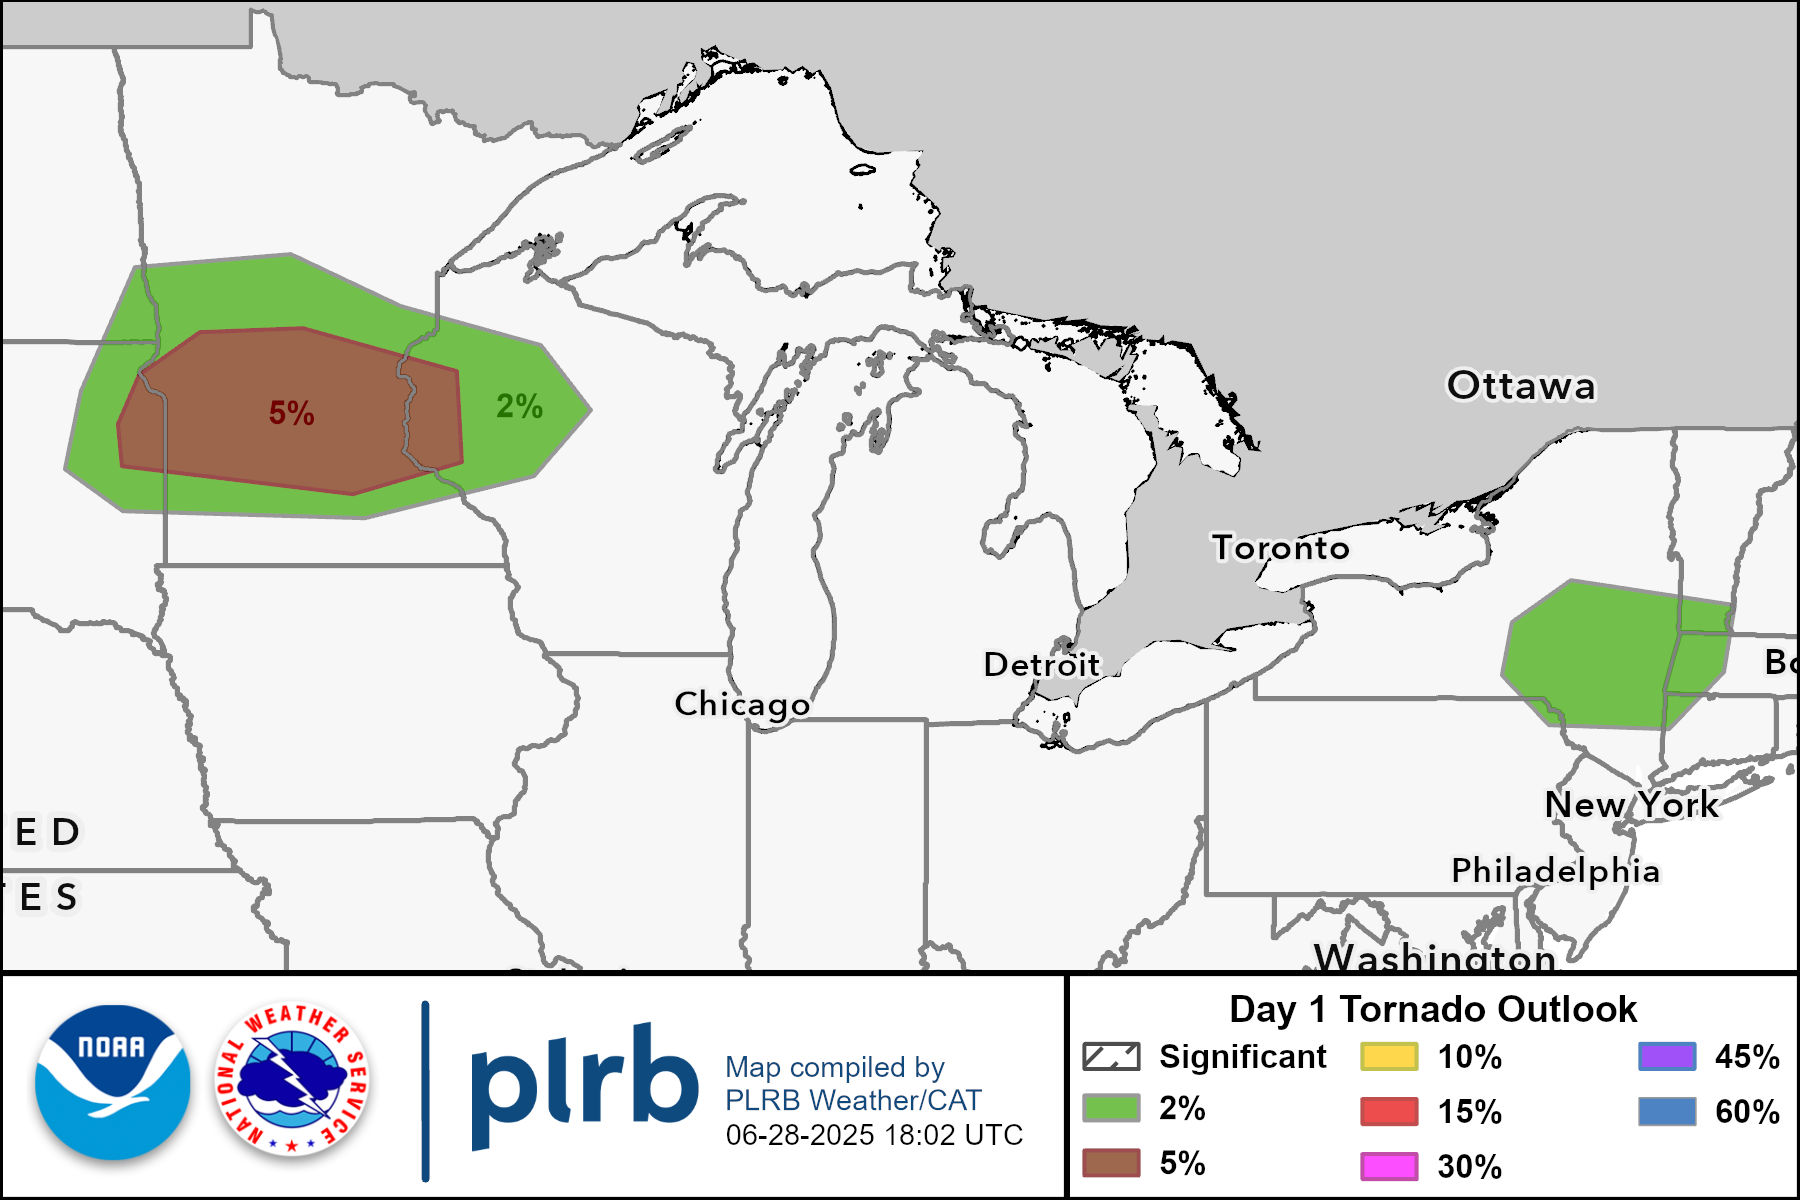 5%
2%
Ottawa
Toronto
Detroit
Chicago
New York
ED
Philadelphia
Washington
NOAA
NATIONAL WEATHER SERVICE
plrb
Map compiled by
PLRB Weather/CAT
06-28-2025 18:02 UTC
Day 1 Tornado Outlook
Significant
10%
45%
2%
15%
60%
5%
30%